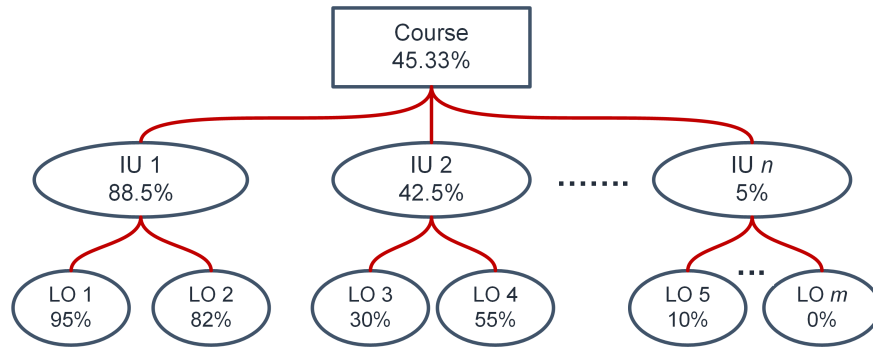 Course
45.33%
IU 1
88.5%
IU 2
42.5%
.......
IU n
5%
LO 1
95%
LO 2
82%
LO 3
30%
LO 4
55%
LO 5
10%
...
LO m
0%